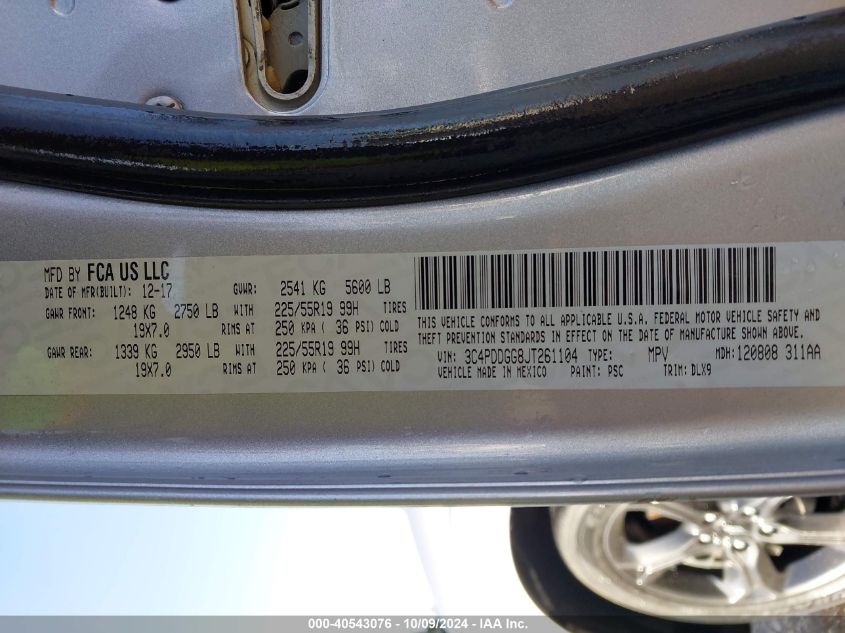 MFD BY FCA US LLC
DATE OF MFR(BUILT): 12-17 GVWR: 2541 KG 5600 LB
GAWR FRONT: 1248 KG 2750 LB WITH 225/55R19 99H TIRES
19X7.0 RIMS AT 250 KPA ( 36 PSI) COLD
GAWR REAR: 1339 KG 2950 LB WITH 225/55R19 99H TIRES
19X7.0 RIMS AT 250 KPA ( 36 PSI) COLD
THIS VEHICLE CONFORMS TO ALL APPLICABLE U.S.A. FEDERAL MOTOR VEHICLE SAFETY AND
THEFT PREVENTION STANDARDS IN EFFECT ON THE DATE OF MANUFACTURE SHOWN ABOVE.
VIN: 3C4PDDGG8JT261104 TYPE: MPV MDH:120808 311AA
VEHICLE MADE IN MEXICO PAINT: PSC TRIM: DLX9
000-40543076 - 10/09/2024 - IAA Inc.